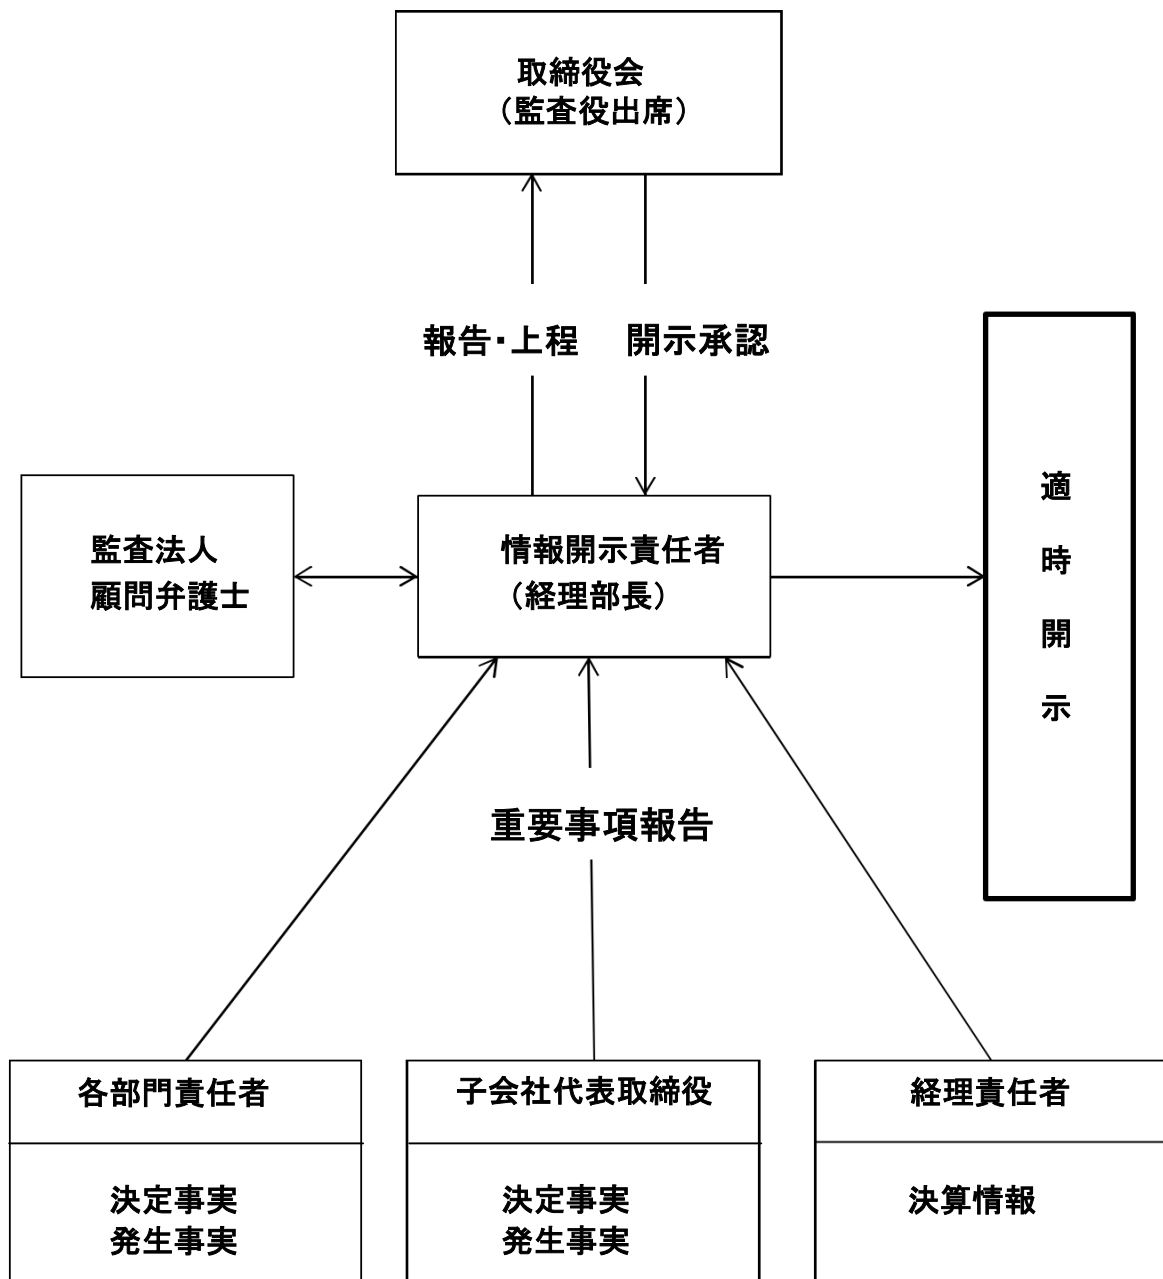 取締役会
（監査役出席）
報告・上程
開示承認
監査法人
顧問弁護士
情報開示責任者
（経理部長）
適時開示
重要事項報告
各部門責任者
決定事実
発生事実
子会社代表取締役
決定事実
発生事実
経理責任者
決算情報